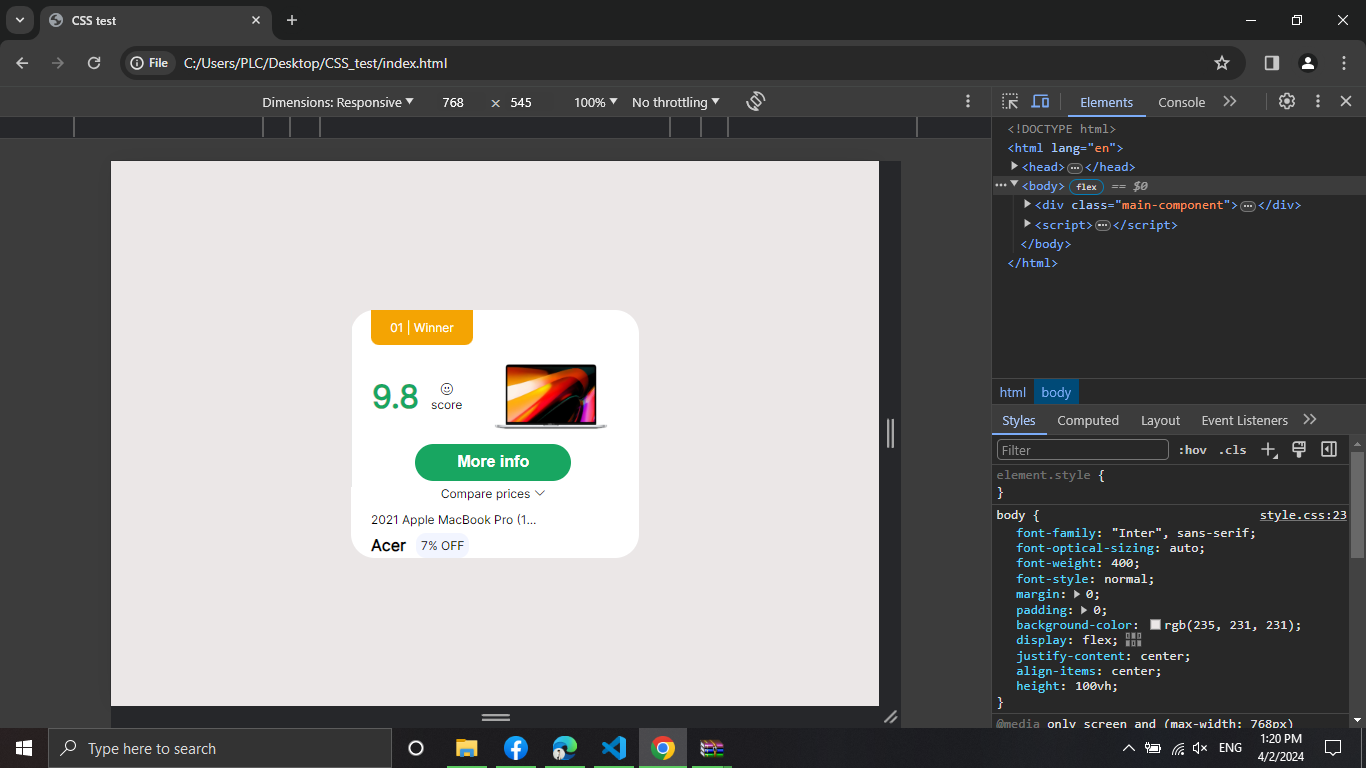 CSS test
File C:/Users/PLC/Desktop/CSS_test/index.html
Dimensions: Responsive 768 x 545 100% No throttling
Elements Console
<!DOCTYPE html>
<html lang="en">
<head> … </head>
<body> flex == $0
<div class="main-component"> … </div>
<script> … </script>
</body>
</html>
01 | Winner
9.8
score
More info
Compare prices
2021 Apple MacBook Pro (1...
Acer 7% OFF
html body
Styles Computed Layout Event Listeners
Filter :hov .cls
element.style {
}
body { style.css:23
font-family: "Inter", sans-serif;
font-optical-sizing: auto;
font-weight: 400;
font-style: normal;
margin: 0;
padding: 0;
background-color: rgb(235, 231, 231);
display: flex;
justify-content: center;
align-items: center;
height: 100vh;
}
@media only screen and (max-width: 768px)
Type here to search
ENG
1:20 PM
4/2/2024